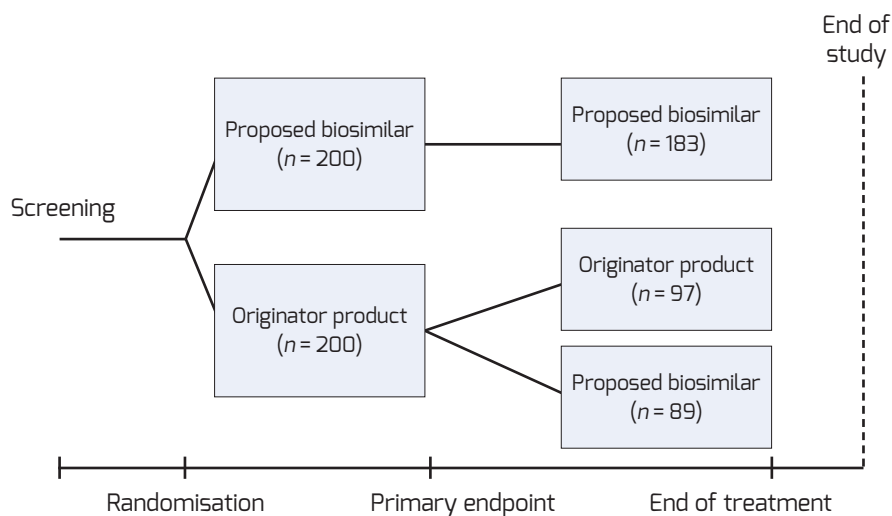 End of
study
Proposed biosimilar
(n = 200)
Proposed biosimilar
(n = 183)
Screening
Originator product
(n = 200)
Originator product
(n = 97)
Proposed biosimilar
(n = 89)
Randomisation
Primary endpoint
End of treatment